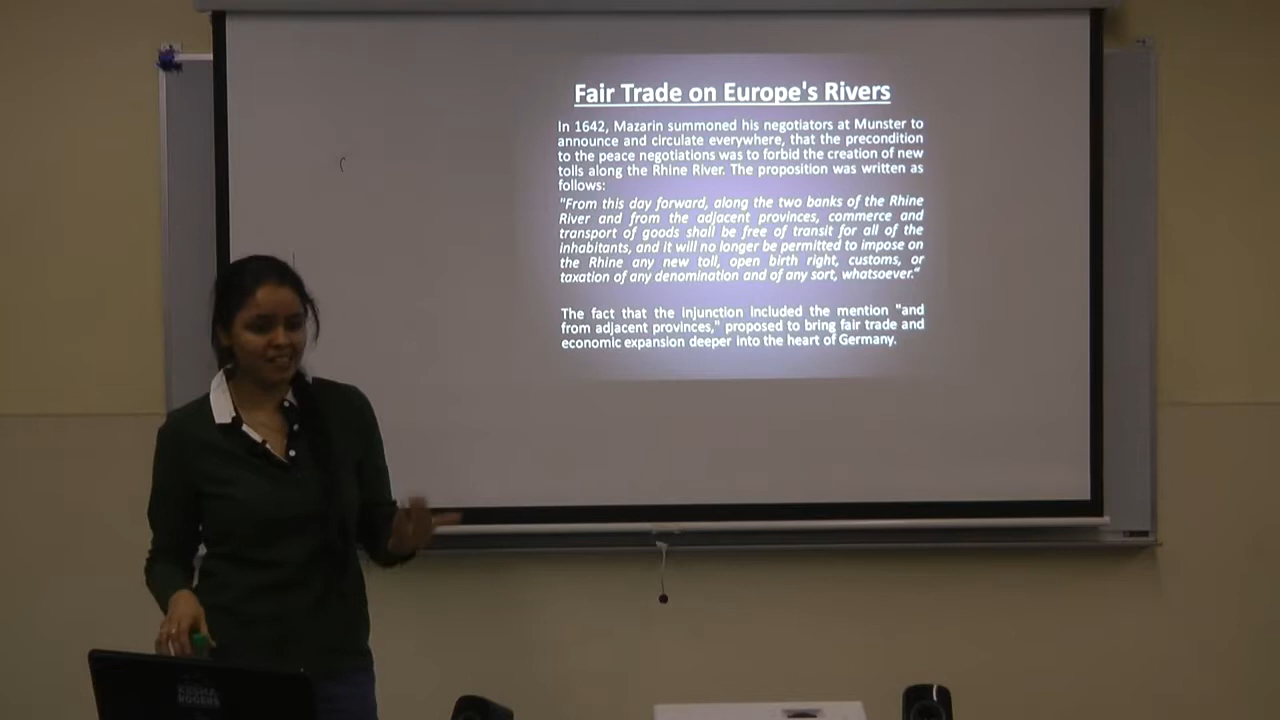 Fair Trade on Europe's Rivers
In 1642, Mazarin summoned his negotiators at Munster to
announce and circulate everywhere, that the precondition
to the peace negotiations was to forbid the creation of new
tolls along the Rhine River. The proposition was written as
follows:
"From this day forward, along the two banks of the Rhine
River and from the adjacent provinces, commerce and
transport of goods shall be free of transit for all of the
inhabitants, and it will no longer be permitted to impose on
the Rhine any new toll, open birth right, customs, or
taxation of any denomination and of any sort, whatsoever."
The fact that the injunction included the mention "and
from adjacent provinces," proposed to bring fair trade and
economic expansion deeper into the heart of Germany.
KESHA
ROGERS